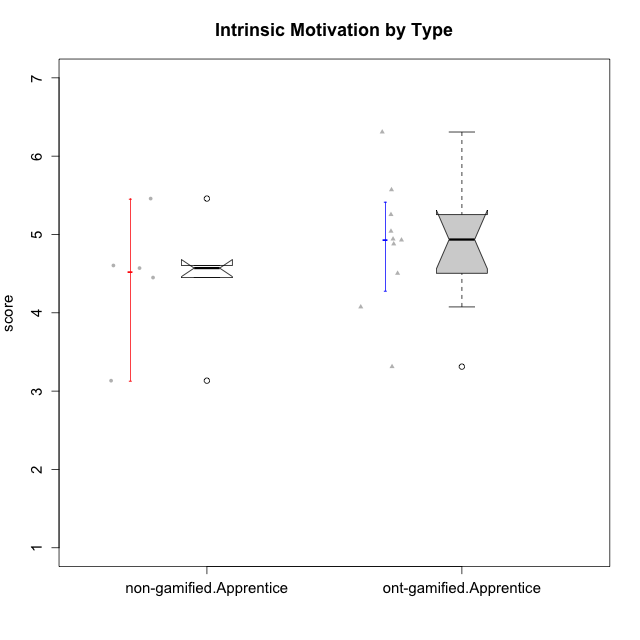 Intrinsic Motivation by Type
7
6
5
4
3
2
1
score
non-gamified.Apprentice
ont-gamified.Apprentice